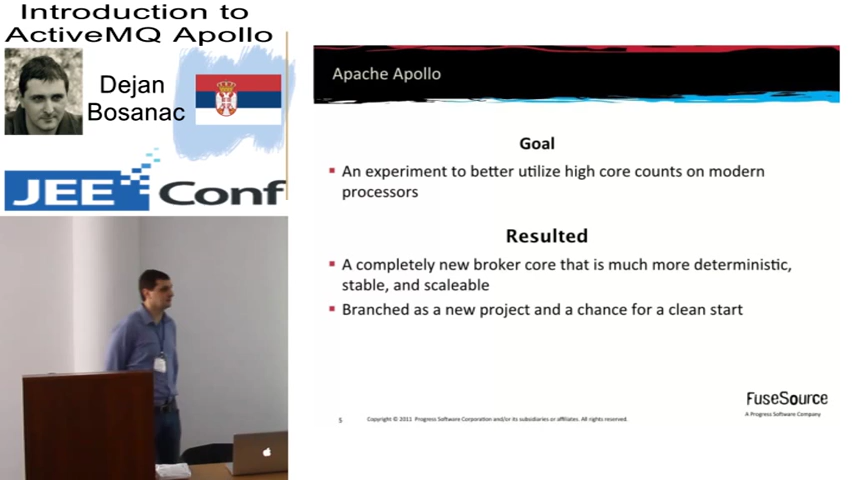 Introduction to
ActiveMQ Apollo
Dejan
Bosanac
JEE Conf
Apache Apollo
Goal
An experiment to better utilize high core counts on modern
processors
Resulted
A completely new broker core that is much more deterministic,
stable, and scaleable
Branched as a new project and a chance for a clean start
5
Copyright © 2011 Progress Software Corporation and/or its subsidiaries or affiliates. All rights reserved.
FuseSource
A Progress Software Company